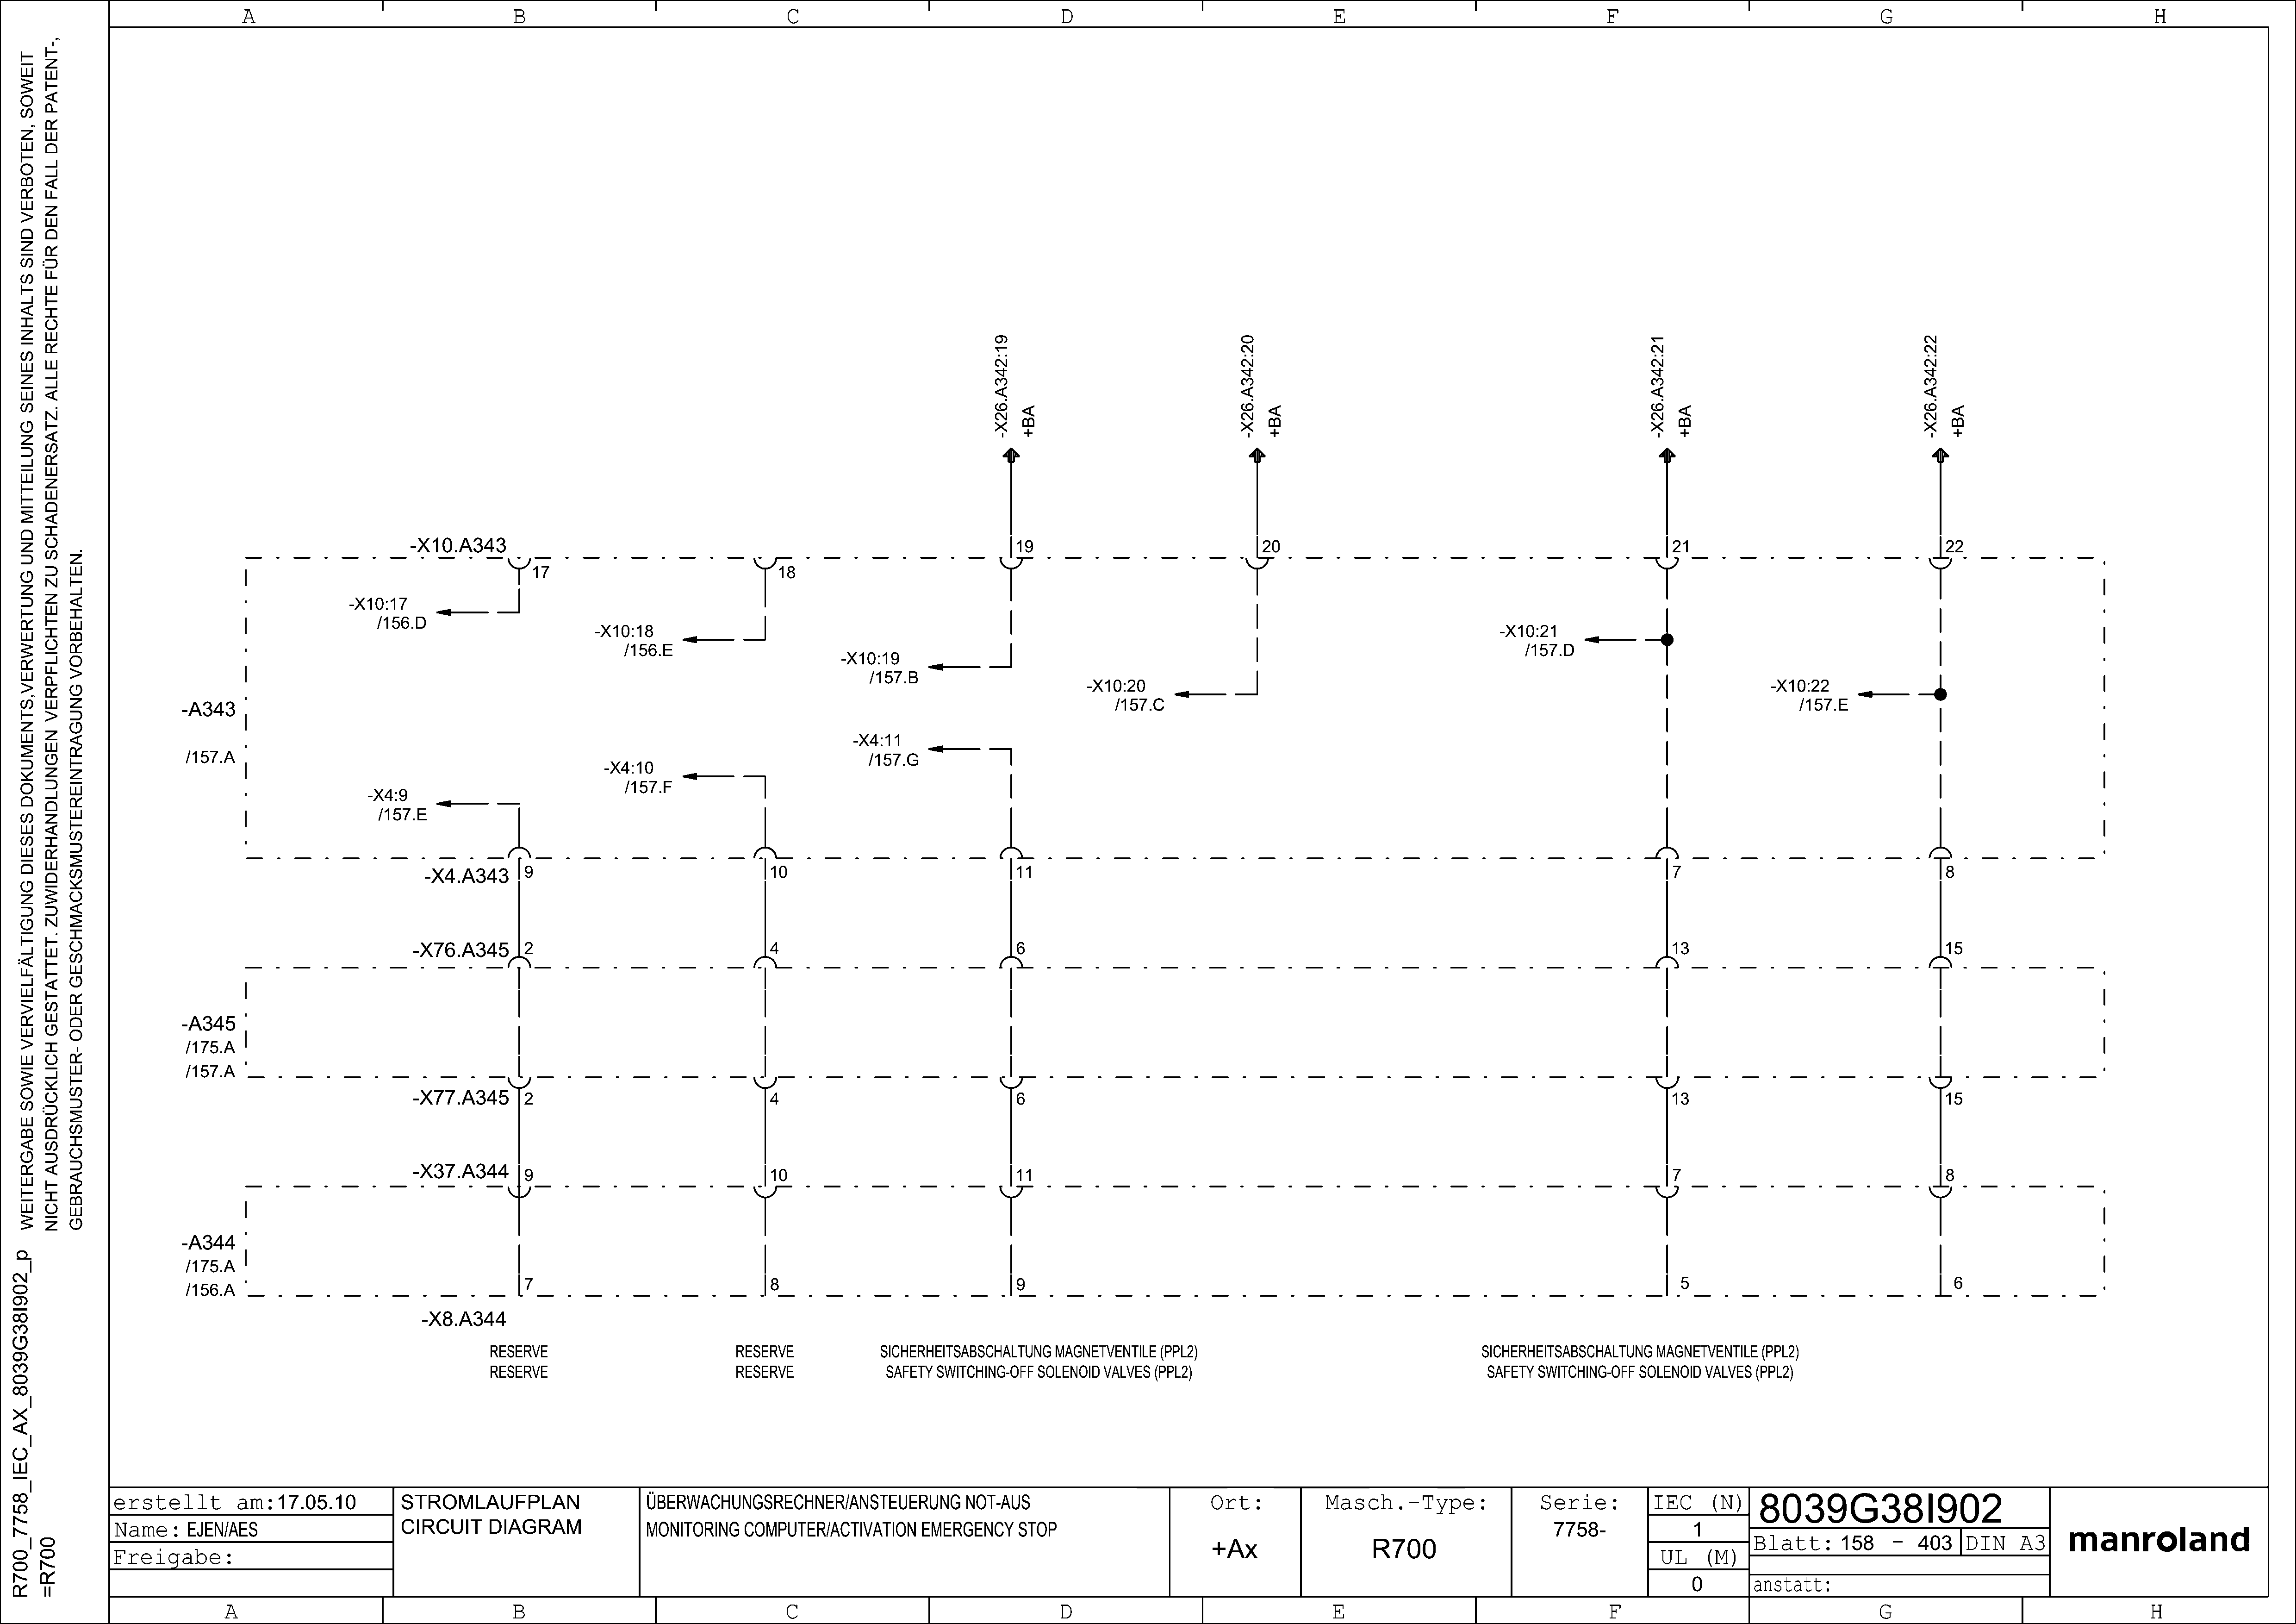 A B C D E F G H
WEITERGABE SOWIE VERVIELFÄLTIGUNG DIESES DOKUMENTS,VERWERTUNG UND MITTEILUNG SEINES INHALTS SIND VERBOTEN, SOWEIT
NICHT AUSDRÜCKLICH GESTATTET. ZUWIDERHANDLUNGEN VERPFLICHTEN ZU SCHADENERSATZ. ALLE RECHTE FÜR DEN FALL DER PATENT-,
GEBRAUCHSMUSTER- ODER GESCHMACKSMUSTEREINTRAGUNG VORBEHALTEN.
R700_7758_IEC_AX_8039G38I902_p
=R700
-X26.A342:19
+BA
-X26.A342:20
+BA
-X26.A342:21
+BA
-X26.A342:22
+BA
-X10.A343 17 18 19 20 21 22
-X10:17
/156.D
-X10:18
/156.E
-X10:19
/157.B
-X10:20
/157.C
-X10:21
/157.D
-X10:22
/157.E
-A343
/157.A
-X4:11
/157.G
-X4:10
/157.F
-X4:9
/157.E
-X4.A343 9 10 11 7 8
-X76.A345 2 4 6 13 15
-A345
/175.A
/157.A
-X77.A345 2 4 6 13 15
-X37.A344 9 10 11 7 8
-A344
/175.A
/156.A
7 8 9 5 6
-X8.A344
RESERVE
RESERVE
RESERVE
RESERVE
SICHERHEITSABSCHALTUNG MAGNETVENTILE (PPL2)
SAFETY SWITCHING-OFF SOLENOID VALVES (PPL2)
SICHERHEITSABSCHALTUNG MAGNETVENTILE (PPL2)
SAFETY SWITCHING-OFF SOLENOID VALVES (PPL2)
erstellt am:17.05.10
Name: EJEN/AES
Freigabe:
STROMLAUFPLAN
CIRCUIT DIAGRAM
ÜBERWACHUNGSRECHNER/ANSTEUERUNG NOT-AUS
MONITORING COMPUTER/ACTIVATION EMERGENCY STOP
Ort:
+Ax
Masch.-Type:
R700
Serie:
7758-
IEC (N)
1
UL (M)
0
8039G38I902
Blatt: 158 - 403 DIN A3
anstatt:
manroland
A B C D E F G H